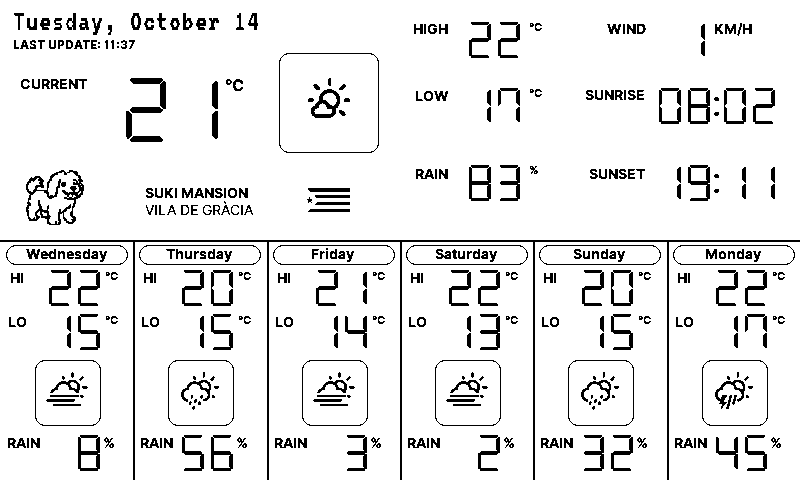 Tuesday, October 14
LAST UPDATE: 11:37
CURRENT 21 °C
SUKI MANSION
VILA DE GRÀCIA
HIGH 22 °C
LOW 17 °C
RAIN 83 %
WIND 1 KM/H
SUNRISE 08:02
SUNSET 19:11
Wednesday
HI 22 °C
LO 15 °C
RAIN 8 %
Thursday
HI 20 °C
LO 15 °C
RAIN 56 %
Friday
HI 21 °C
LO 14 °C
RAIN 3 %
Saturday
HI 22 °C
LO 13 °C
RAIN 2 %
Sunday
HI 20 °C
LO 15 °C
RAIN 32 %
Monday
HI 22 °C
LO 17 °C
RAIN 45 %